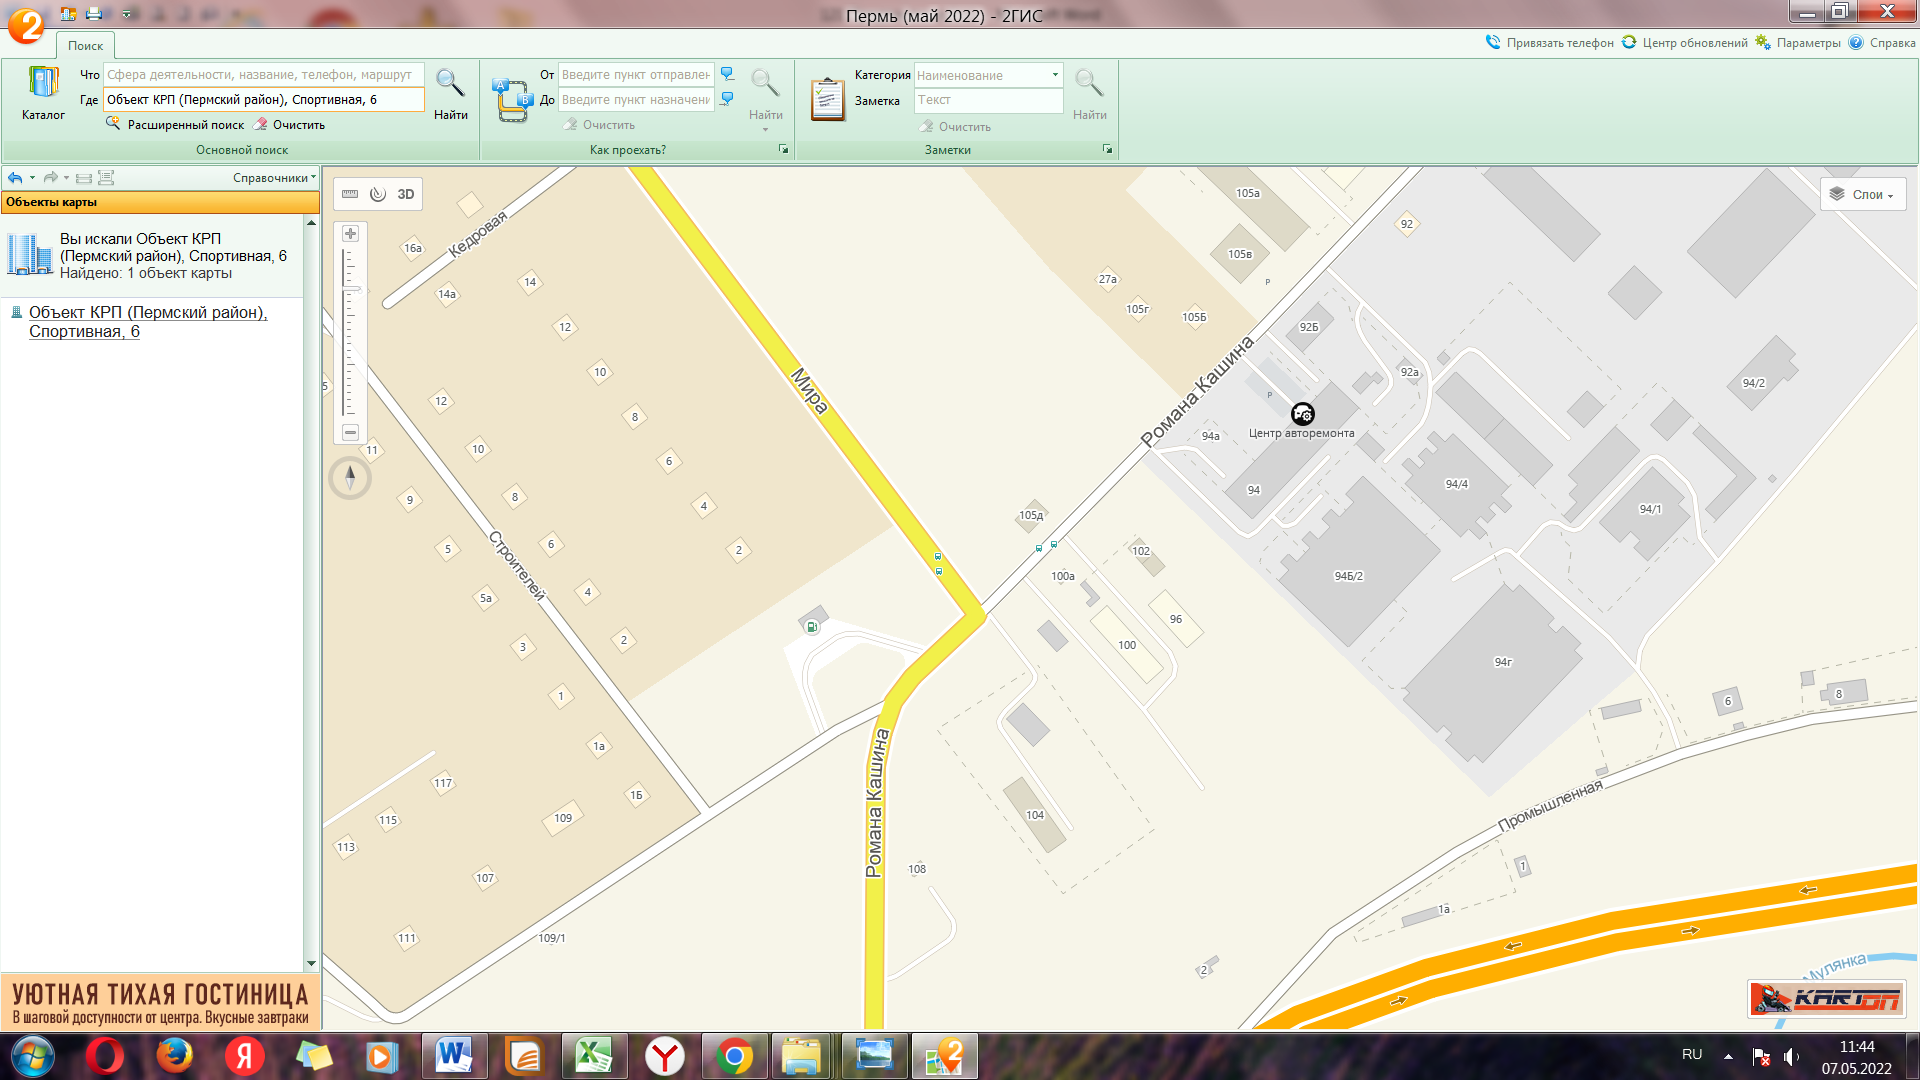 Пермь (май 2022) - 2ГИС
Поиск
Привязать телефон
Центр обновлений
Параметры
Справка
Каталог
Что
Сфера деятельности, название, телефон, маршрут
Где
Объект КРП (Пермский район), Спортивная, 6
Расширенный поиск
Очистить
Найти
Основной поиск
От
Введите пункт отправлен
До
Введите пункт назначени
Очистить
Найти
Как проехать?
Категория
Наименование
Заметка
Текст
Очистить
Найти
Заметки
Справочники
Объекты карты
Вы искали Объект КРП
(Пермский район), Спортивная, 6
Найдено: 1 объект карты
Объект КРП (Пермский район),
Спортивная, 6
УЮТНАЯ ТИХАЯ ГОСТИНИЦА
В шаговой доступности от центра. Вкусные завтраки
3D
Слои
Кедровая
Мира
Романа Кашина
Строителей
Романа Кашина
Промышленная
Мулянка
Центр авторемонта
16а
14а
14
12
10
8
6
4
2
12
10
8
6
4
2
5
11
9
5
5а
3
1
1а
1Б
117
115
113
109
107
111
109/1
105а
105в
27а
105г
105Б
92
92Б
92а
94а
94
94/4
94/2
94/1
94Б/2
94г
105д
102
100а
100
96
104
108
6
8
1
1а
2
P
P
КАRТОП
RU
11:44
07.05.2022